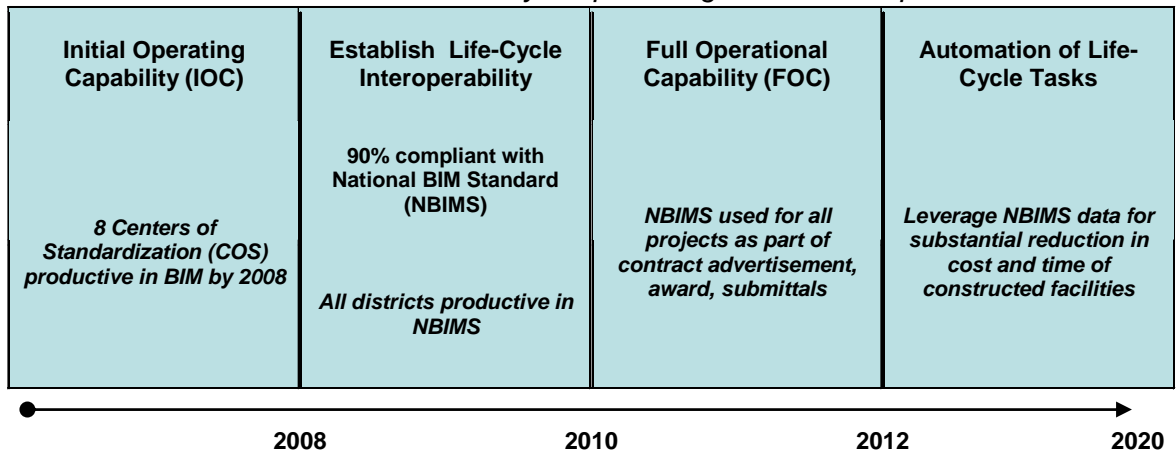 Initial Operating
Capability (IOC)
8 Centers of
Standardization (COS)
productive in BIM by 2008
Establish Life-Cycle
Interoperability
90% compliant with
National BIM Standard
(NBIMS)
All districts productive in
NBIMS
Full Operational
Capability (FOC)
NBIMS used for all
projects as part of
contract advertisement,
award, submittals
Automation of Life-
Cycle Tasks
Leverage NBIMS data for
substantial reduction in
cost and time of
constructed facilities
2008 2010 2012 2020